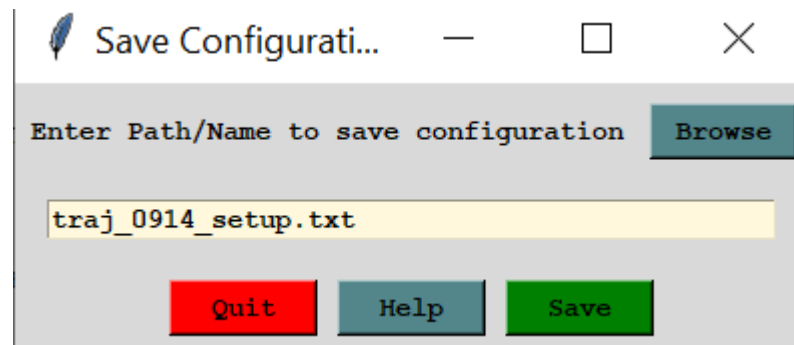 Save Configurati...
Enter Path/Name to save configuration Browse
traj_0914_setup.txt
Quit Help Save